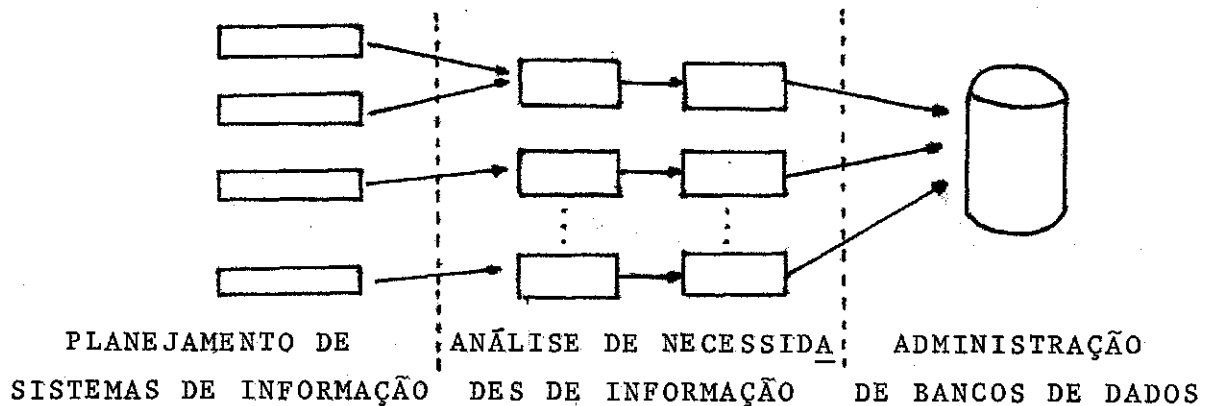 PLANEJAMENTO DE
SISTEMAS DE INFORMAÇÃO
ANÁLISE DE NECESSIDA
DES DE INFORMAÇÃO
ADMINISTRAÇÃO
DE BANCOS DE DADOS